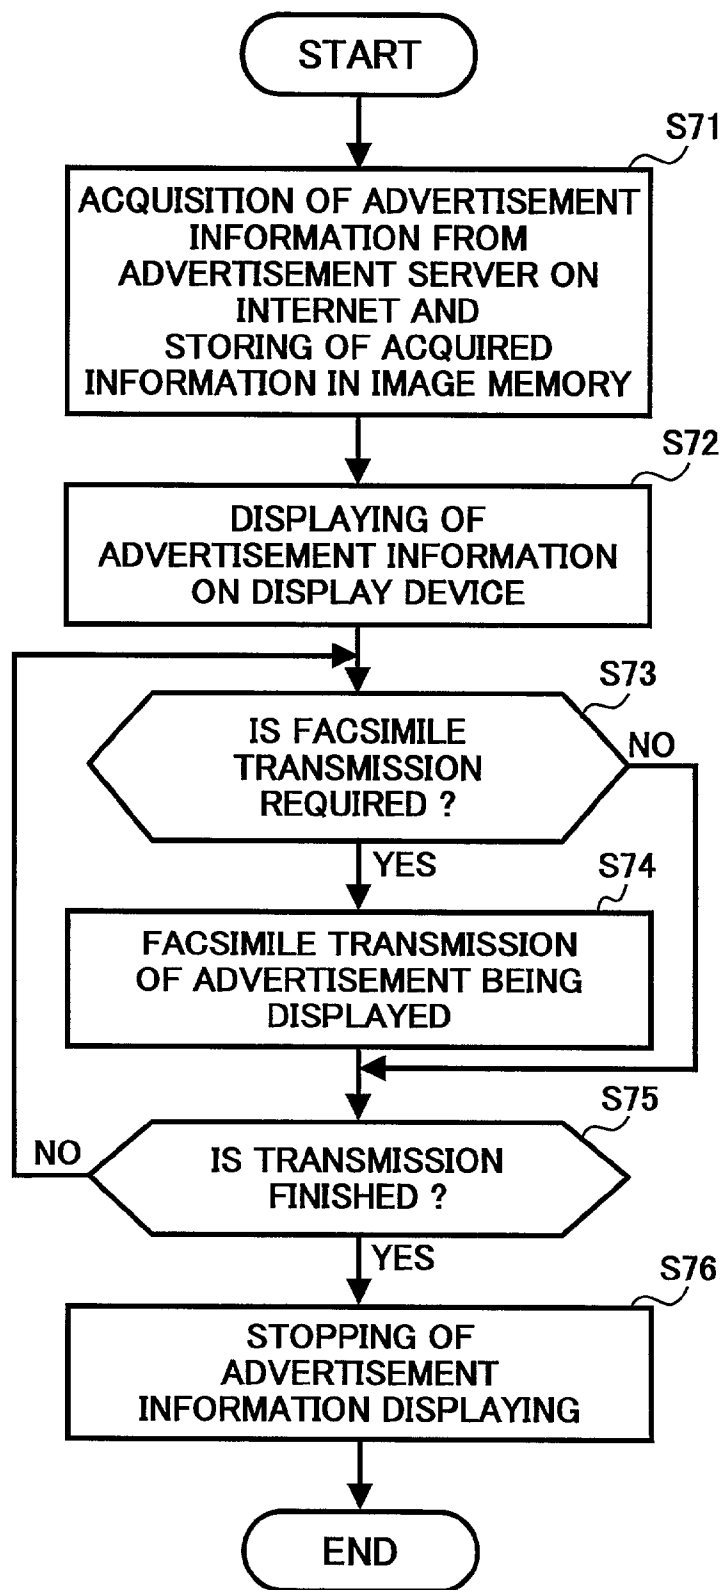 START
S71
ACQUISITION OF ADVERTISEMENT
INFORMATION FROM
ADVERTISEMENT SERVER ON
INTERNET AND
STORING OF ACQUIRED
INFORMATION IN IMAGE MEMORY
S72
DISPLAYING OF
ADVERTISEMENT INFORMATION
ON DISPLAY DEVICE
S73
IS FACSIMILE
TRANSMISSION
REQUIRED ?
NO
YES
S74
FACSIMILE TRANSMISSION
OF ADVERTISEMENT BEING
DISPLAYED
S75
NO
IS TRANSMISSION
FINISHED ?
YES
S76
STOPPING OF
ADVERTISEMENT
INFORMATION DISPLAYING
END